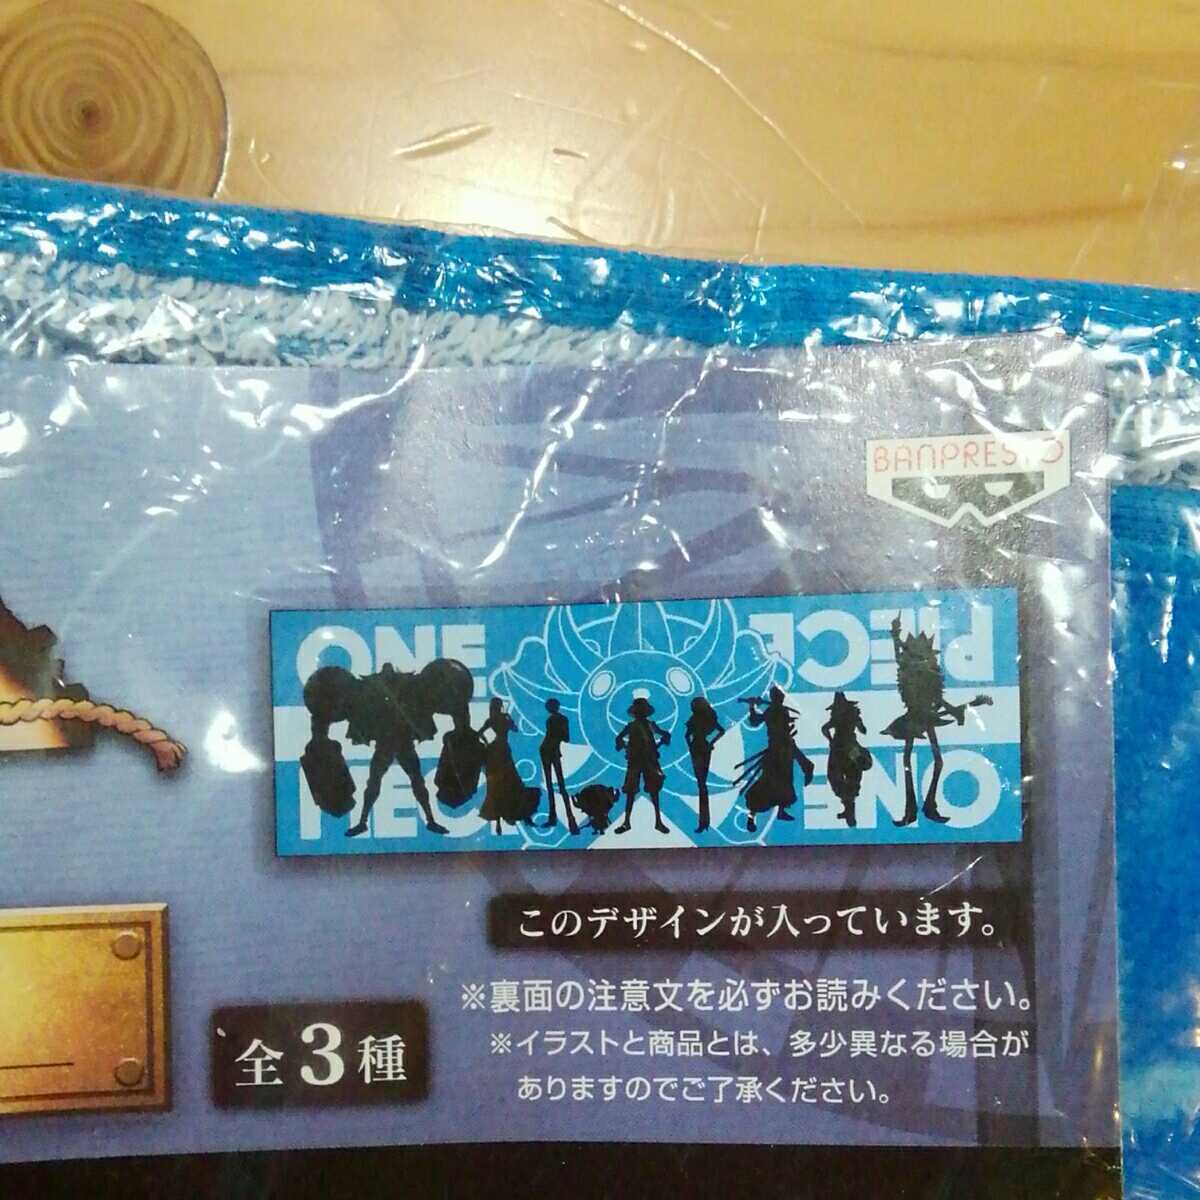 BANPRESTO
ONE PIECE
ONE PIECE
このデザインが入っています。
※裏面の注意文を必ずお読みください。
※イラストと商品とは、多少異なる場合が
ありますのでご了承ください。
全3種